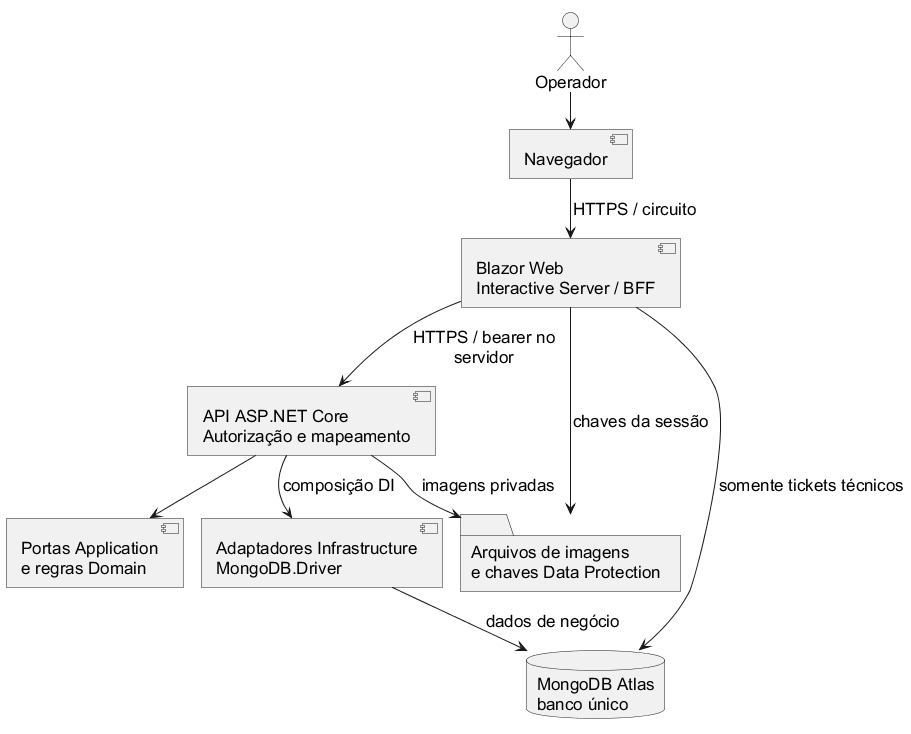 Operador
Navegador
HTTPS / circuito
Blazor Web
Interactive Server / BFF
HTTPS / bearer no
servidor
API ASP.NET Core
Autorização e mapeamento
chaves da sessão
somente tickets técnicos
composição DI
imagens privadas
Portas Application
e regras Domain
Adaptadores Infrastructure
MongoDB.Driver
Arquivos de imagens
e chaves Data Protection
dados de negócio
MongoDB Atlas
banco único